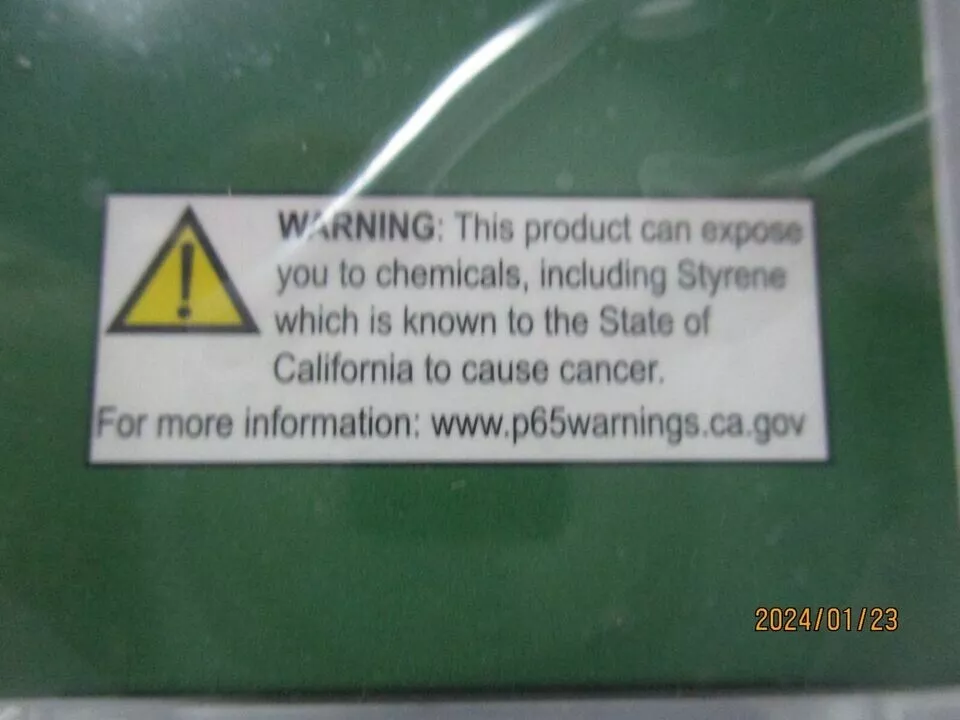 WARNING: This product can expose
you to chemicals, including Styrene
which is known to the State of
California to cause cancer.
For more information: www.p65warnings.ca.gov
2024/01/23